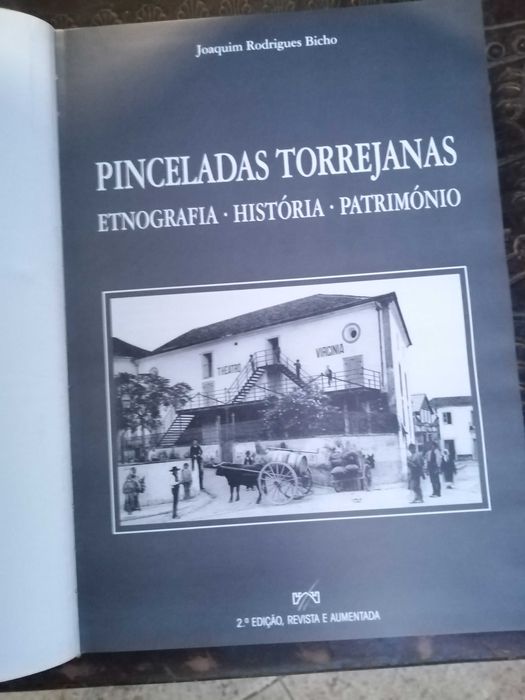 Joaquim Rodrigues Bicho
PINCELADAS TORREJANAS
ETNOGRAFIA · HISTÓRIA · PATRIMÓNIO
THEATRO VIRGINIA
2.ª EDIÇÃO, REVISTA E AUMENTADA